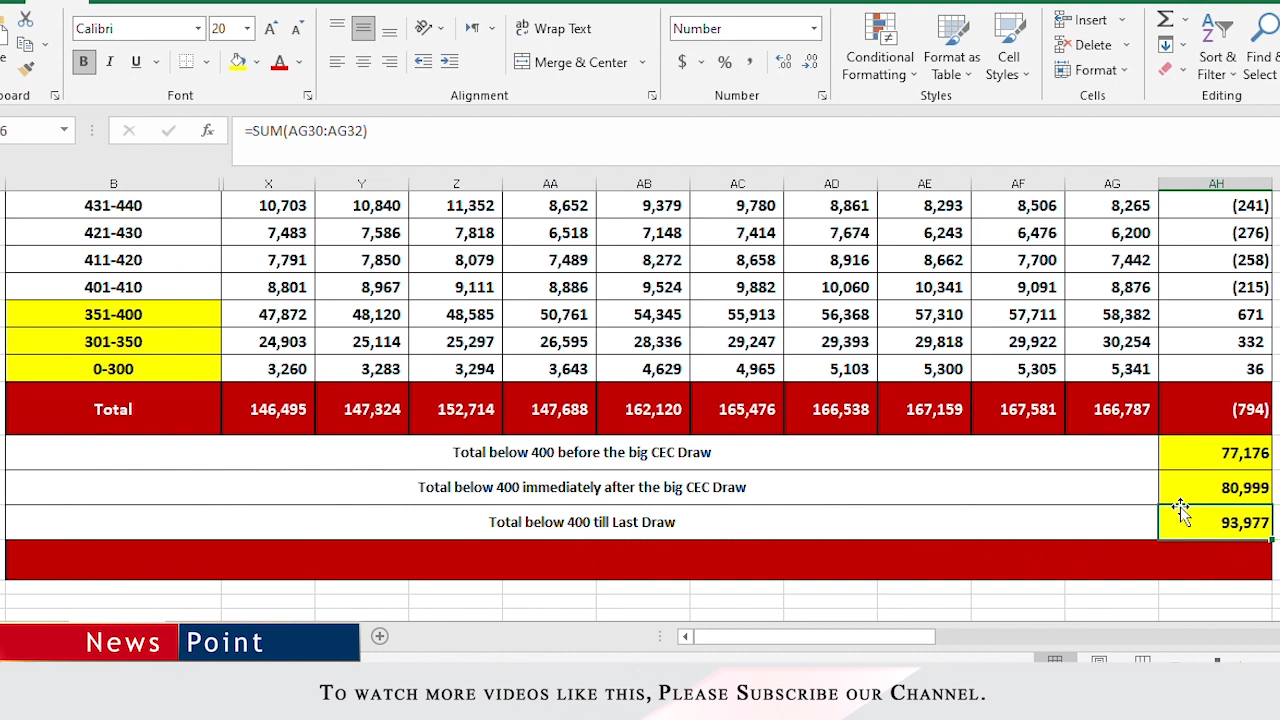 Calibri 20 Wrap Text Number Insert
B I U Merge & Center $ % Conditional Formatting Format as Table Cell Styles Delete Sort & Filter Find & Select
Format
Font Alignment Number Styles Cells Editing
6 fx =SUM(AG30:AG32)
B X Y Z AA AB AC AD AE AF AG AH
431-440 10,703 10,840 11,352 8,652 9,379 9,780 8,861 8,293 8,506 8,265 (241)
421-430 7,483 7,586 7,818 6,518 7,148 7,414 7,674 6,243 6,476 6,200 (276)
411-420 7,791 7,850 8,079 7,489 8,272 8,658 8,916 8,662 7,700 7,442 (258)
401-410 8,801 8,967 9,111 8,886 9,524 9,882 10,060 10,341 9,091 8,876 (215)
351-400 47,872 48,120 48,585 50,761 54,345 55,913 56,368 57,310 57,711 58,382 671
301-350 24,903 25,114 25,297 26,595 28,336 29,247 29,393 29,818 29,922 30,254 332
0-300 3,260 3,283 3,294 3,643 4,629 4,965 5,103 5,300 5,305 5,341 36
Total 146,495 147,324 152,714 147,688 162,120 165,476 166,538 167,159 167,581 166,787 (794)
Total below 400 before the big CEC Draw 77,176
Total below 400 immediately after the big CEC Draw 80,999
Total below 400 till Last Draw 93,977
News Point
To watch more videos like this, Please Subscribe our Channel.